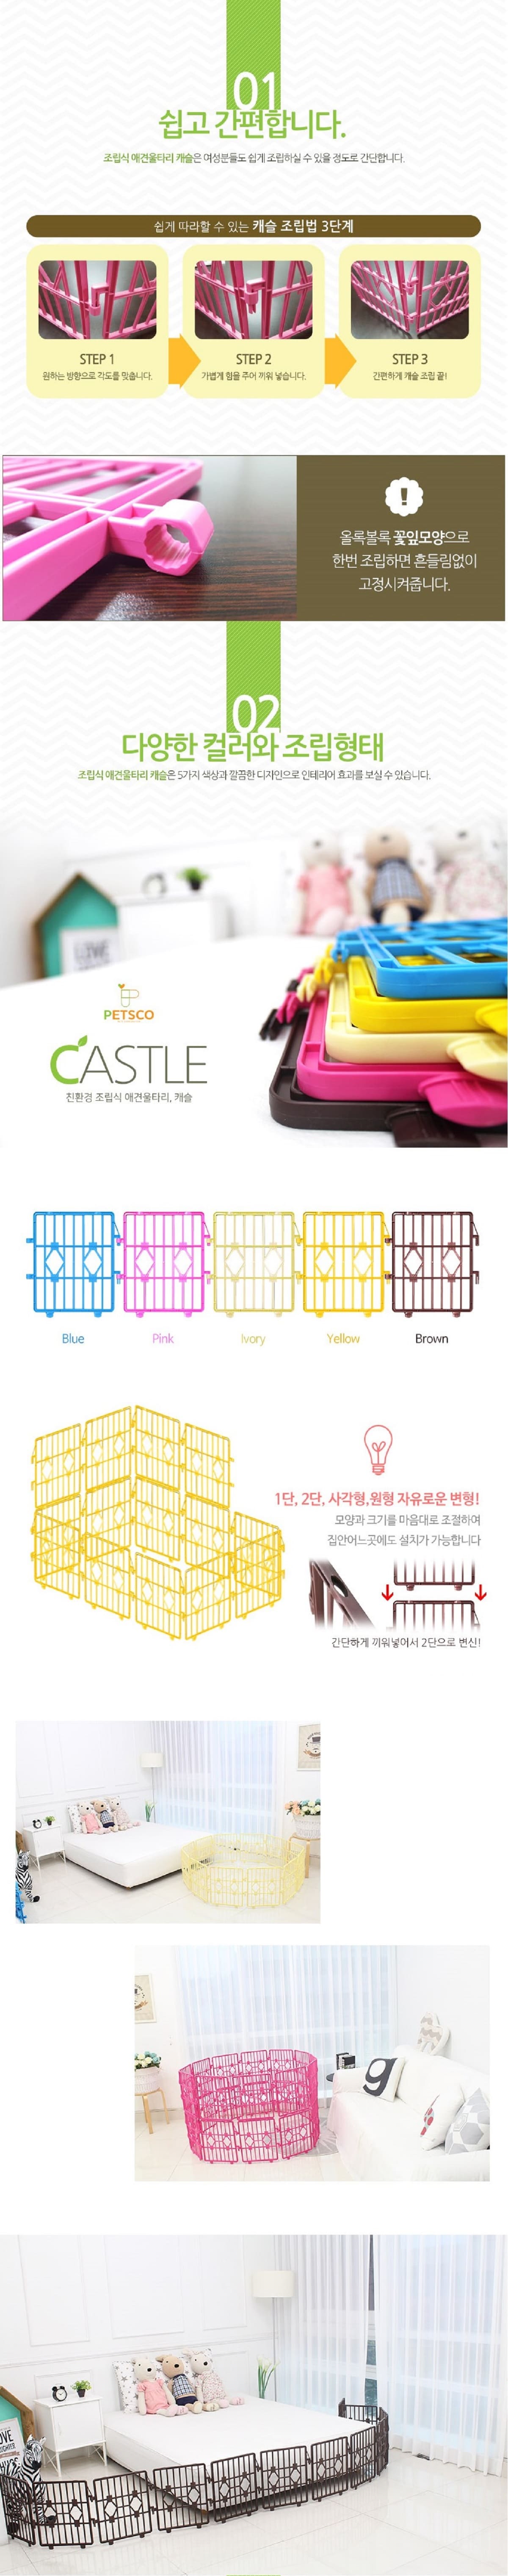 01
쉽고 간편합니다.
조립식 애견울타리 캐슬은 여성분들도 쉽게 조립하실 수 있을 정도로 간단합니다.
쉽게 따라할 수 있는 캐슬 조립법 3단계
STEP 1
원하는 방향으로 각도를 맞춥니다.
STEP 2
가볍게 힘을 주어 끼워 넣습니다.
STEP 3
간편하게 캐슬 조립 끝!
올록볼록 꽃잎모양으로
한번 조립하면 흔들림없이
고정시켜줍니다.
02
다양한 컬러와 조립형태
조립식 애견울타리 캐슬은 5가지 색상과 깔끔한 디자인으로 인테리어 효과를 보실 수 있습니다.
LOVE
PETSCO
CASTLE
친환경 조립식 애견울타리, 캐슬
Blue
Pink
Ivory
Yellow
Brown
1단, 2단, 사각형,원형 자유로운 변형!
모양과 크기를 마음대로 조절하여
집안어느곳에도 설치가 가능합니다
간단하게 끼워넣어서 2단으로 변신!
g